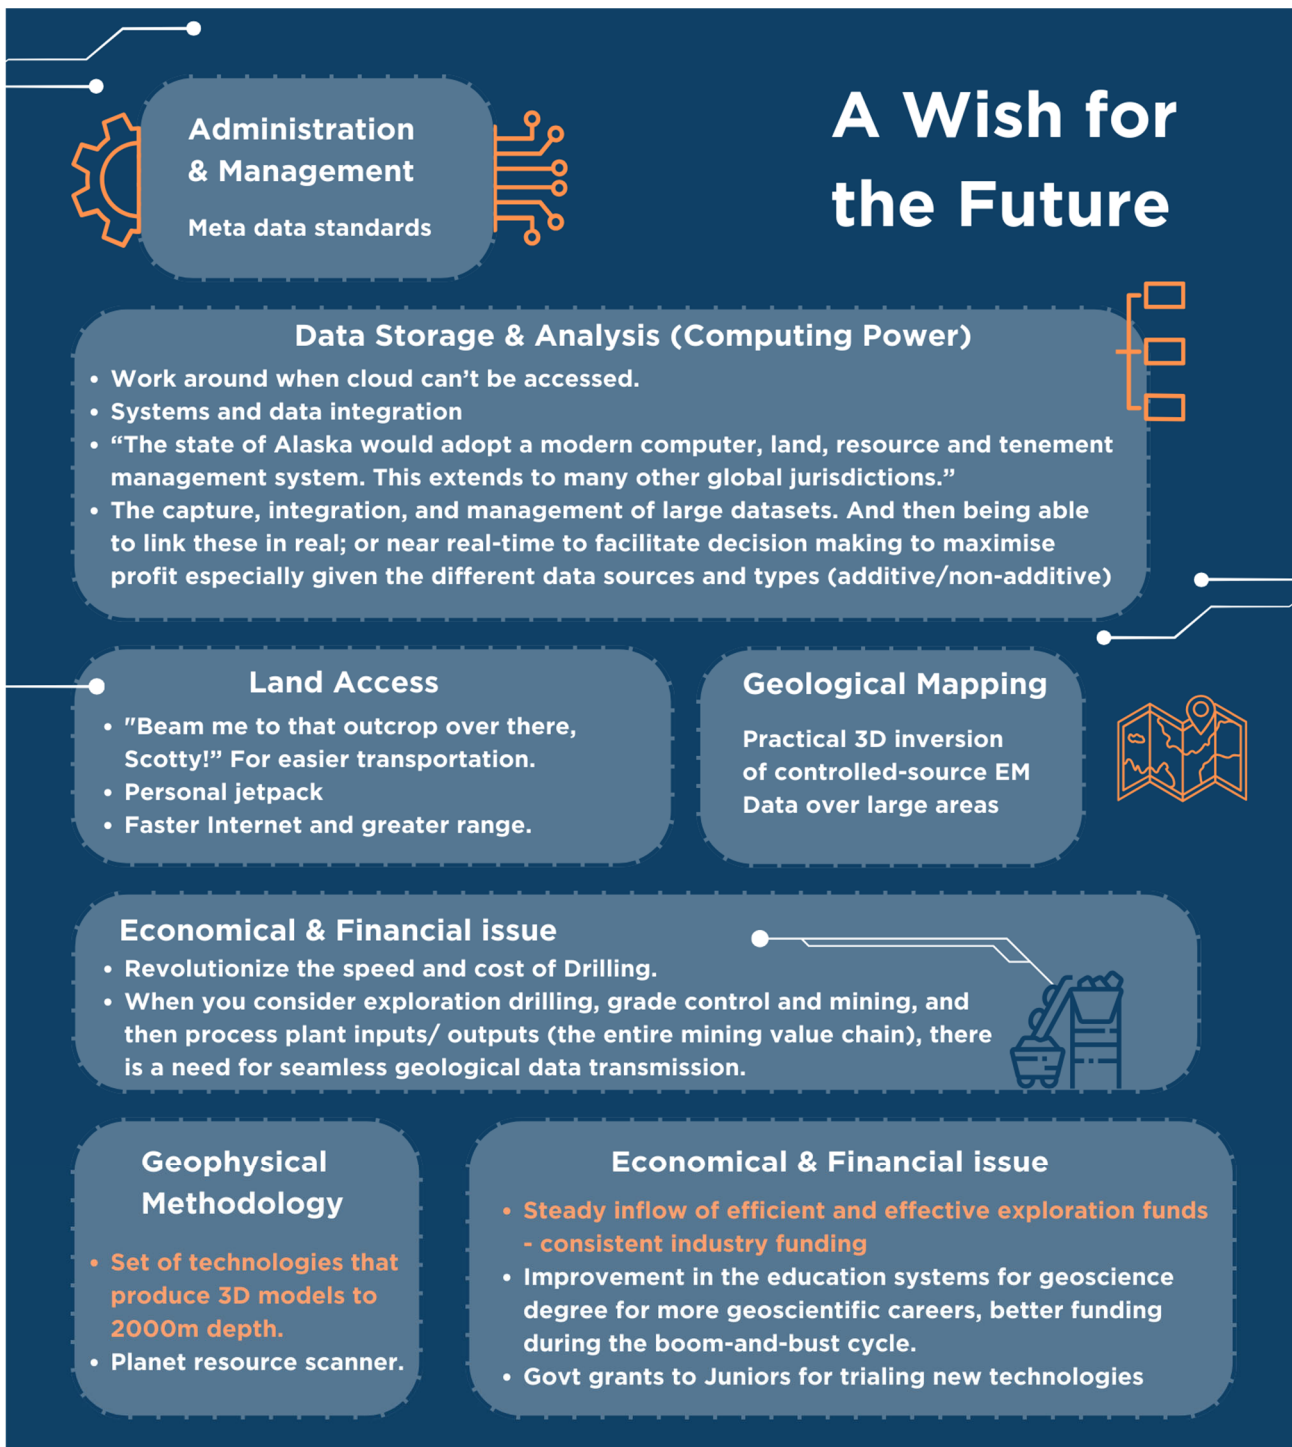 A Wish for
the Future
Administration
& Management
Meta data standards
Data Storage & Analysis (Computing Power)
• Work around when cloud can’t be accessed.
• Systems and data integration
• “The state of Alaska would adopt a modern computer, land, resource and tenement
management system. This extends to many other global jurisdictions.”
• The capture, integration, and management of large datasets. And then being able
to link these in real; or near real-time to facilitate decision making to maximise
profit especially given the different data sources and types (additive/non-additive)
Land Access
• "Beam me to that outcrop over there,
Scotty!” For easier transportation.
• Personal jetpack
• Faster Internet and greater range.
Geological Mapping
Practical 3D inversion
of controlled-source EM
Data over large areas
Economical & Financial issue
• Revolutionize the speed and cost of Drilling.
• When you consider exploration drilling, grade control and mining, and
then process plant inputs/ outputs (the entire mining value chain), there
is a need for seamless geological data transmission.
Geophysical
Methodology
• Set of technologies that
produce 3D models to
2000m depth.
• Planet resource scanner.
Economical & Financial issue
• Steady inflow of efficient and effective exploration funds
- consistent industry funding
• Improvement in the education systems for geoscience
degree for more geoscientific careers, better funding
during the boom-and-bust cycle.
• Govt grants to Juniors for trialing new technologies